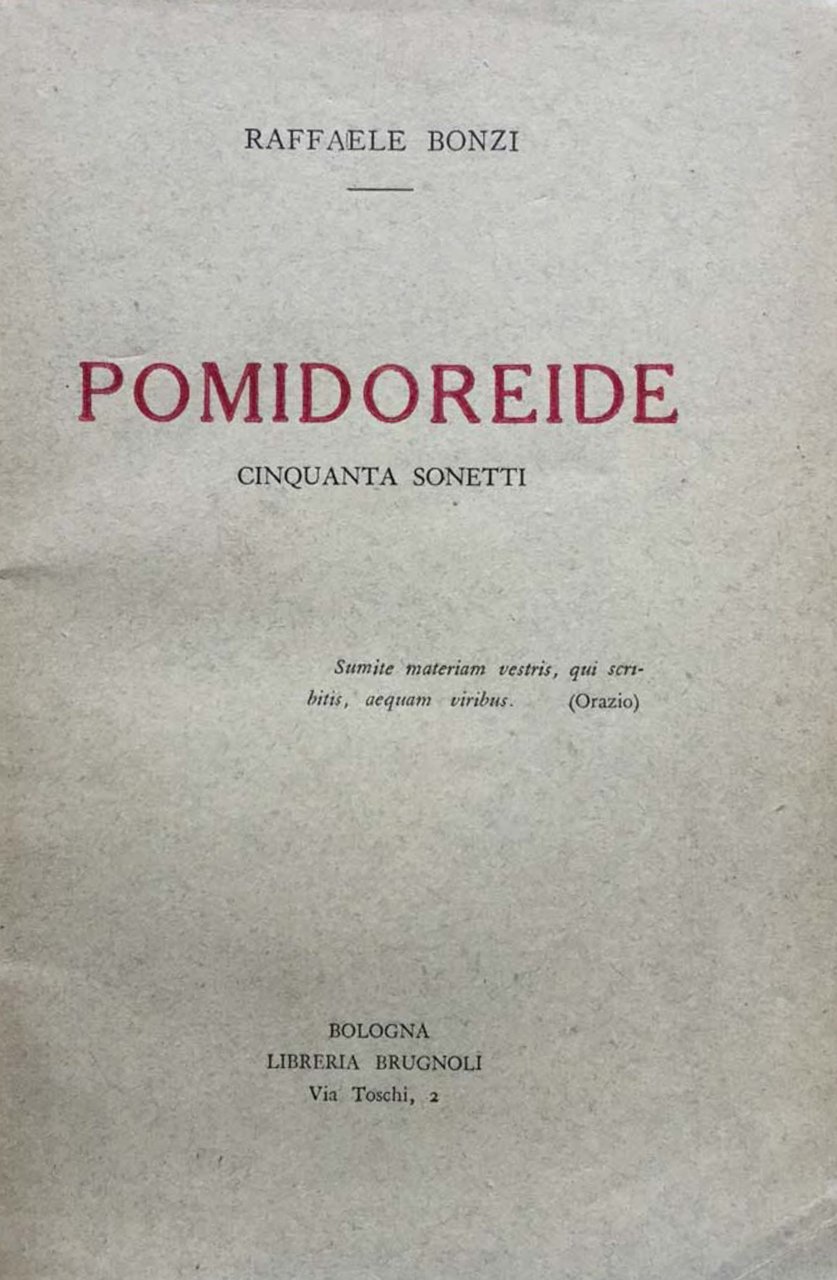 RAFFAELE BONZI
POMIDOREIDE
CINQUANTA SONETTI
Sumite materiam vestris, qui scri-
bitis, aequam viribus. (Orazio)
BOLOGNA
LIBRERIA BRUGNOLI
Via Toschi, 2